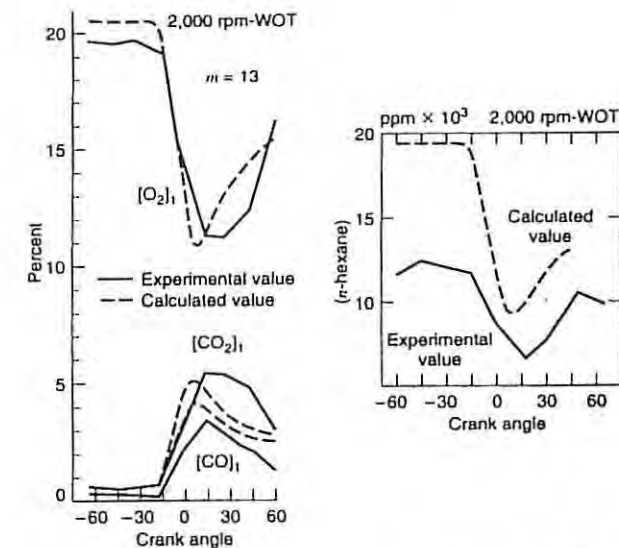 2,000 rpm-WOT
m = 13
[O₂]₁
Percent
20
15
10
5
0
Experimental value
Calculated value
[CO₂]₁
[CO]₁
−60 −30 0 30 60
Crank angle
ppm × 10³ 2,000 rpm-WOT
(n-hexane)
20
15
10
Calculated value
Experimental value
−60 −30 0 30 60
Crank angle